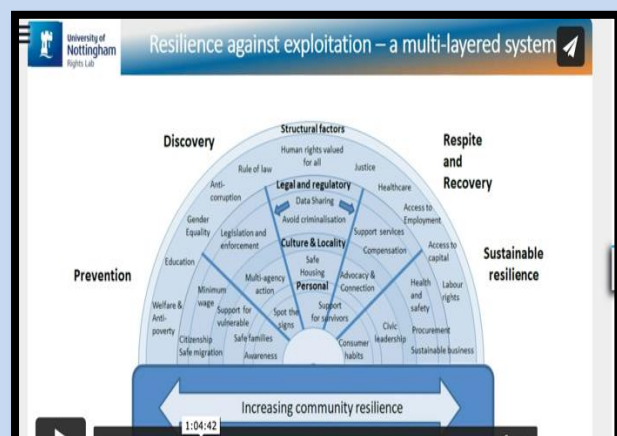 University of
Nottingham
Rights Lab
Resilience against exploitation – a multi-layered system
Structural factors
Discovery
Respite
and
Recovery
Human rights valued
for all
Rule of law
Justice
Anti-
corruption
Legal and regulatory
Healthcare
Data Sharing
Access to
Employment
Gender
Equality
Avoid criminalisation
Legislation and
enforcement
Support services
Culture & Locality
Compensation
Access to
capital
Sustainable
resilience
Education
Safe
Housing
Prevention
Multi-agency
action
Personal
Advocacy &
Connection
Health
and
safety
Labour
rights
Minimum
wage
Welfare &
Anti-
poverty
Support for
vulnerable
Spot the
signs
Support
for survivors
Citizenship
Safe migration
Safe families
Awareness
Consumer
habits
Civic
leadership
Procurement
Sustainable business
Increasing community resilience
1:04:42